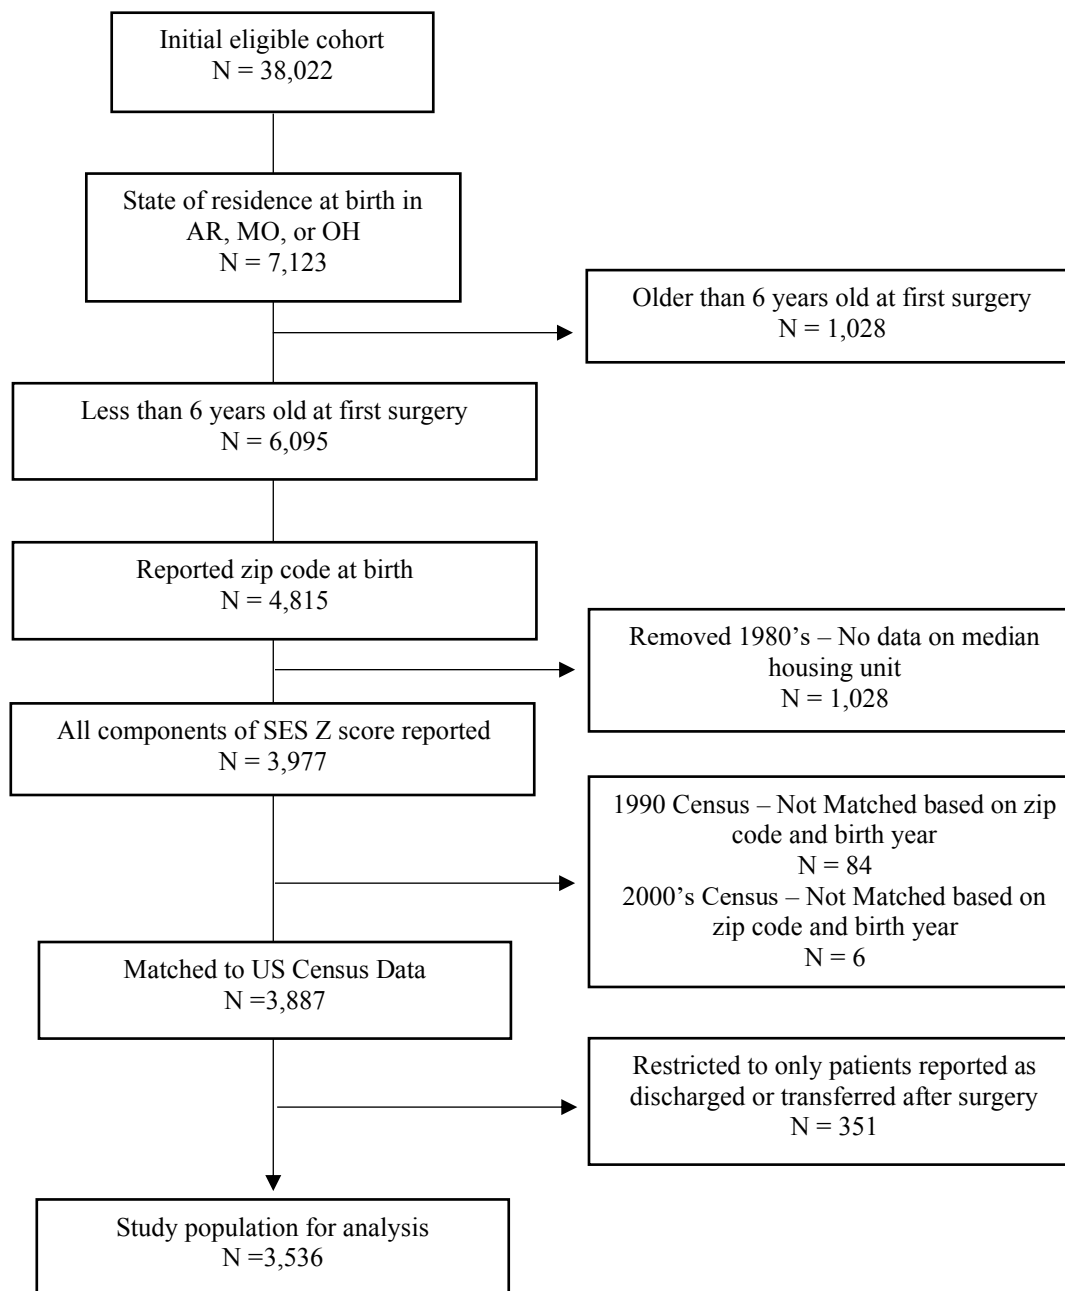 Initial eligible cohort
N = 38,022
State of residence at birth in
AR, MO, or OH
N = 7,123
Older than 6 years old at first surgery
N = 1,028
Less than 6 years old at first surgery
N = 6,095
Reported zip code at birth
N = 4,815
Removed 1980’s – No data on median
housing unit
N = 1,028
All components of SES Z score reported
N = 3,977
1990 Census – Not Matched based on zip
code and birth year
N = 84
2000’s Census – Not Matched based on
zip code and birth year
N = 6
Matched to US Census Data
N =3,887
Restricted to only patients reported as
discharged or transferred after surgery
N = 351
Study population for analysis
N =3,536